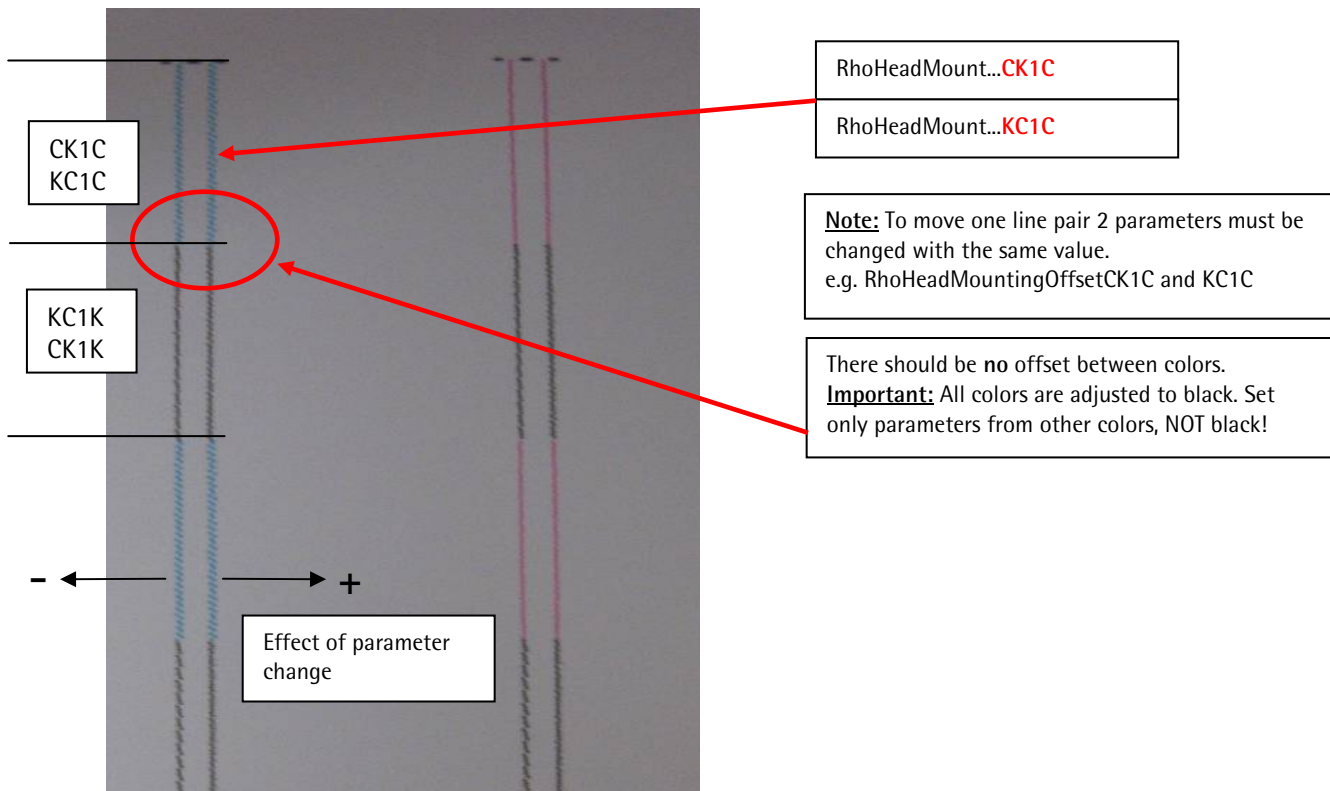 RhoHeadMount...CK1C
RhoHeadMount...KC1C
CK1C
KC1C
Note: To move one line pair 2 parameters must be
changed with the same value.
e.g. RhoHeadMountingOffsetCK1C and KC1C
KC1K
CK1K
There should be no offset between colors.
Important: All colors are adjusted to black. Set
only parameters from other colors, NOT black!
- +
Effect of parameter
change